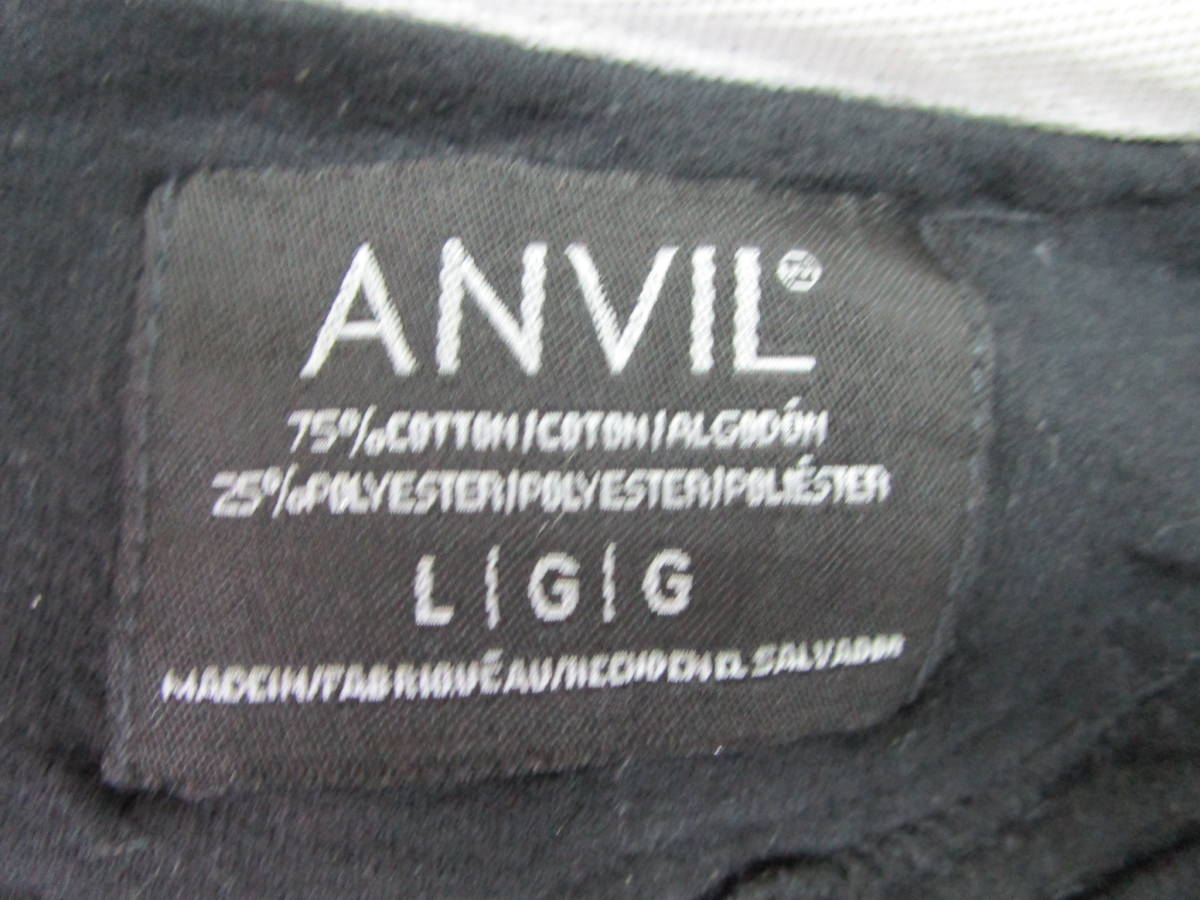 ANVIL®
75%COTTON/COTON/ALGODÓN
25%POLYESTER/POLYESTER/POLIÉSTER
L|G|G
MADE IN/FABRIQUÉ AU/HECHO EN EL SALVADOR